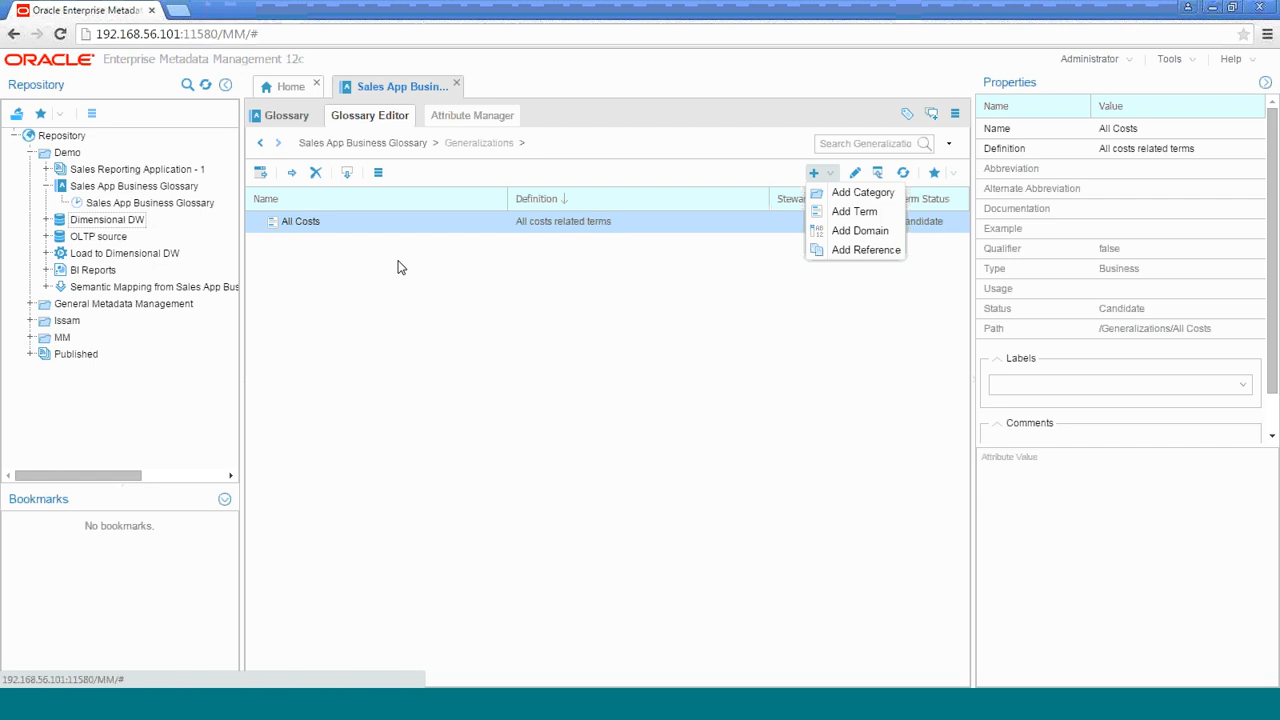 Oracle Enterprise Metad
192.168.56.101:11580/MM/#
ORACLE Enterprise Metadata Management 12c
Administrator Tools Help
Repository
Repository
Demo
Sales Reporting Application - 1
Sales App Business Glossary
Sales App Business Glossary
Dimensional DW
OLTP source
Load to Dimensional DW
BI Reports
Semantic Mapping from Sales App Bus
General Metadata Management
Issam
MM
Published
Bookmarks
No bookmarks.
192.168.56.101:11580/MM/#
Home Sales App Busin...
Glossary Glossary Editor Attribute Manager
Sales App Business Glossary > Generalizations >
Search Generalizatio
Name Definition
All Costs All costs related terms
Add Category
Add Term
Add Domain
Add Reference
Properties
Name Value
Name All Costs
Definition All costs related terms
Abbreviation
Alternate Abbreviation
Documentation
Example
Qualifier false
Type Business
Usage
Status Candidate
Path /Generalizations/All Costs
Labels
Comments
Attribute Value